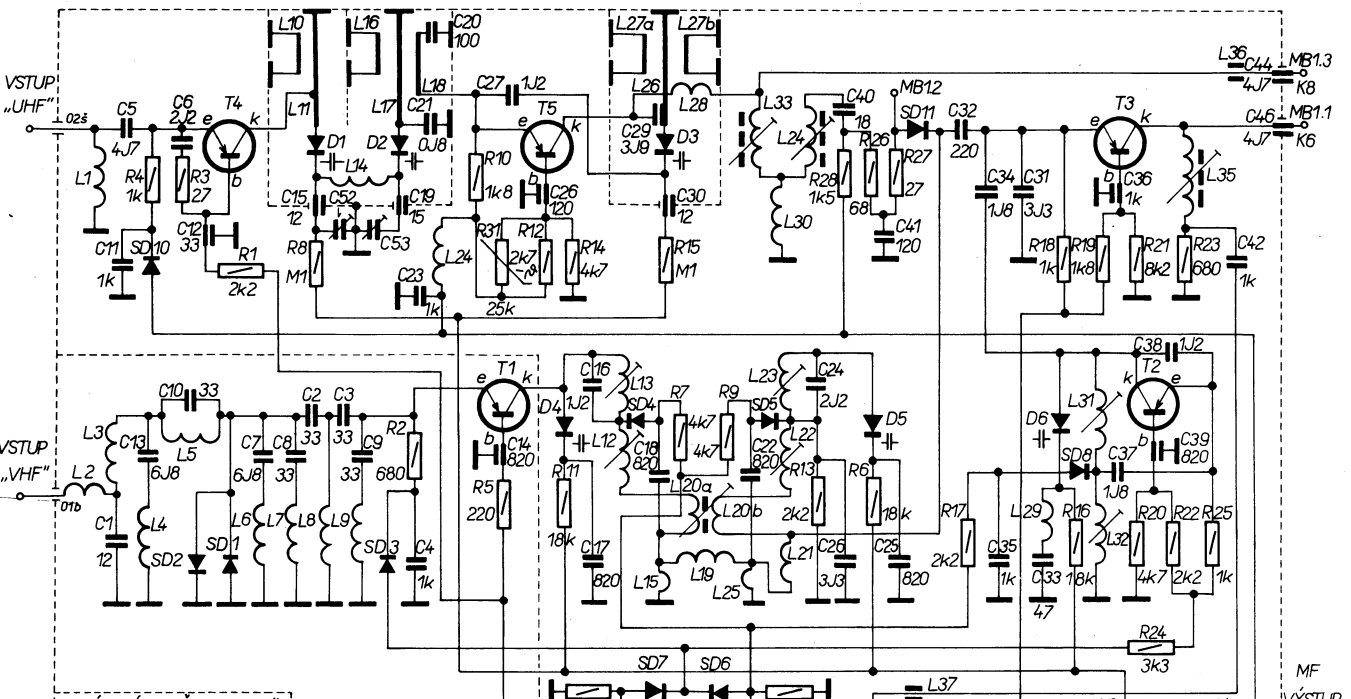 L10
L16
C20
100
L27a
L27b
L36
C44
MB1.3
4J7
K8
VSTUP
„UHF"
02š
C5
4J7
C6
2J2
T4
e
k
b
L11
L17
C21
0J8
L18
C27
1J2
T5
e
k
b
L26
L28
C29
3J9
D3
L33
L24
C40
18
MB12
SD11
C32
220
T3
e
k
b
C46
MB1.1
4J7
K6
L1
R4
1k
R3
27
D1
D2
L14
R10
1k8
C26
120
R28
1k5
R26
68
R27
27
C34
1J8
C31
3J3
C36
1k
L35
C15
12
C52
C19
15
C53
C30
12
L30
C41
120
C11
1k
SD10
C12
33
R1
2k2
R8
M1
L24
C23
1k
R31
2k7
R12
25k
R14
4k7
R15
M1
R18
1k
R19
1k8
R21
8k2
R23
680
C42
1k
VSTUP
„VHF"
L2
01b
L3
C10
33
L5
C13
6J8
C7
6J8
C8
33
C2
33
C3
33
C9
33
R2
680
T1
e
k
b
C14
820
R5
220
D4
1J2
C16
L13
SD4
L12
C18
820
R7
4k7
R9
4k7
SD5
L23
C24
2J2
L22
C22
820
R13
2k2
D5
R6
18k
C38
1J2
T2
k
e
b
D6
L31
SD8
C37
1J8
C39
820
C1
12
L4
SD2
SD1
L6
L7
L8
L9
SD3
C4
1k
R11
18k
C17
820
L20a
L20b
L15
L19
L25
L21
C26
3J3
C25
820
R17
2k2
C35
1k
L29
C33
47
R16
18k
L32
R20
4k7
R22
2k2
R25
1k
R24
3k3
SD7
SD6
L37
MF
VÝSTUP